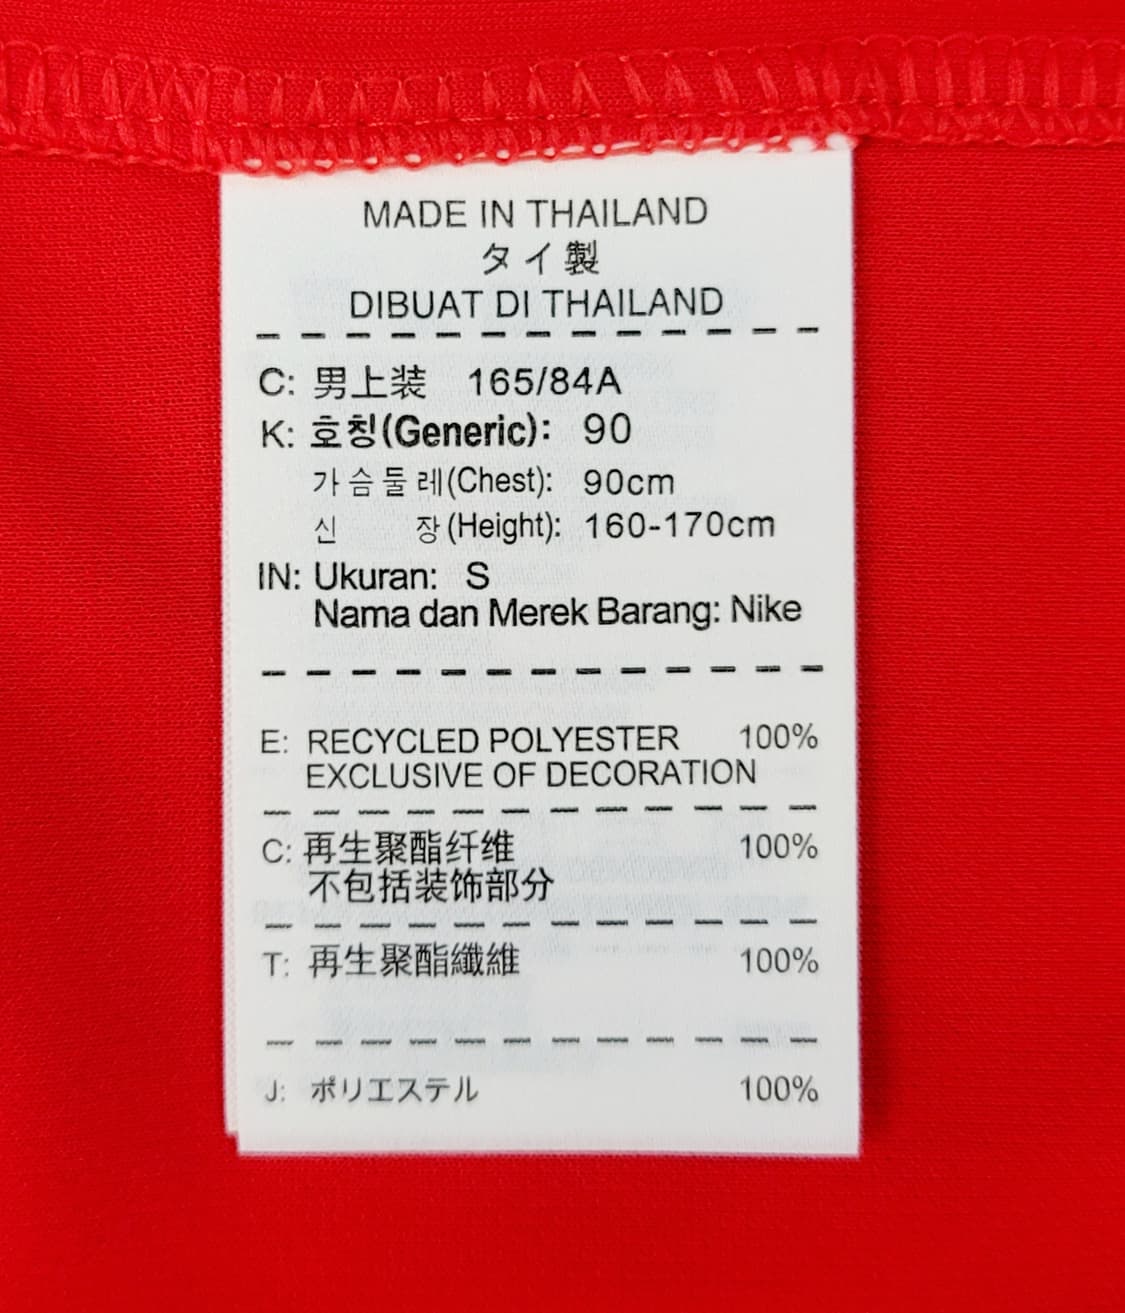 MADE IN THAILAND
タイ製
DIBUAT DI THAILAND
C: 男上装 165/84A
K: 호칭(Generic): 90
가슴둘레(Chest): 90cm
신 장(Height): 160-170cm
IN: Ukuran: S
Nama dan Merek Barang: Nike
E: RECYCLED POLYESTER 100%
EXCLUSIVE OF DECORATION
C: 再生聚酯纤维 100%
不包括装饰部分
T: 再生聚酯纖維 100%
J: ポリエステル 100%